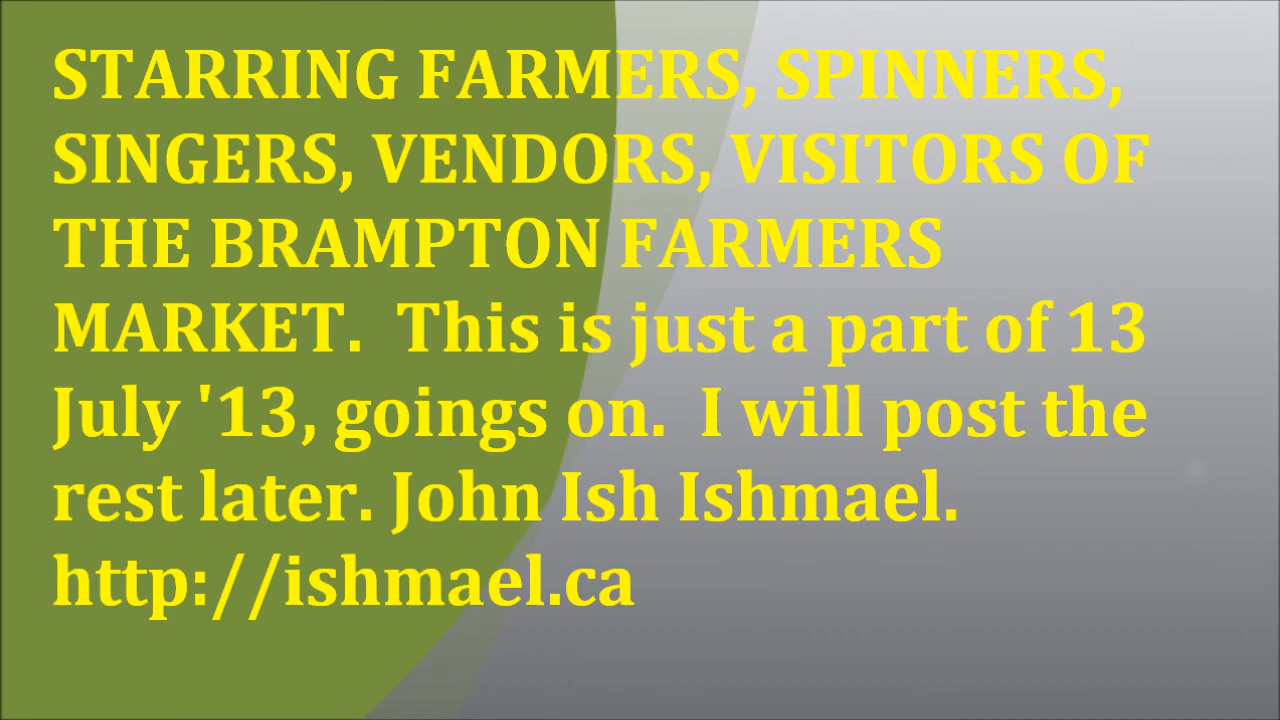 STARRING FARMERS, SPINNERS,
SINGERS, VENDORS, VISITORS OF
THE BRAMPTON FARMERS
MARKET.  This is just a part of 13
July '13, goings on.  I will post the
rest later. John Ish Ishmael.
http://ishmael.ca